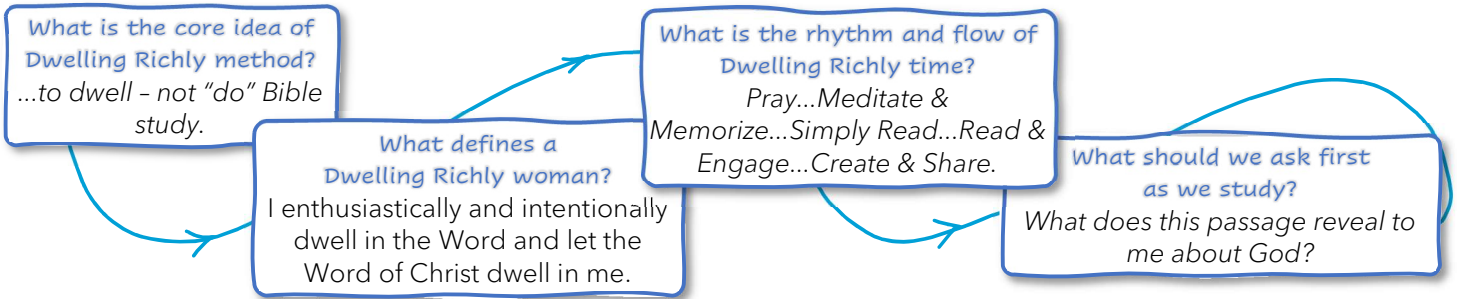 What is the core idea of
Dwelling Richly method?
...to dwell – not “do” Bible
study.
What defines a
Dwelling Richly woman?
I enthusiastically and intentionally
dwell in the Word and let the
Word of Christ dwell in me.
What is the rhythm and flow of
Dwelling Richly time?
Pray...Meditate &
Memorize...Simply Read...Read &
Engage...Create & Share.
What should we ask first
as we study?
What does this passage reveal to
me about God?